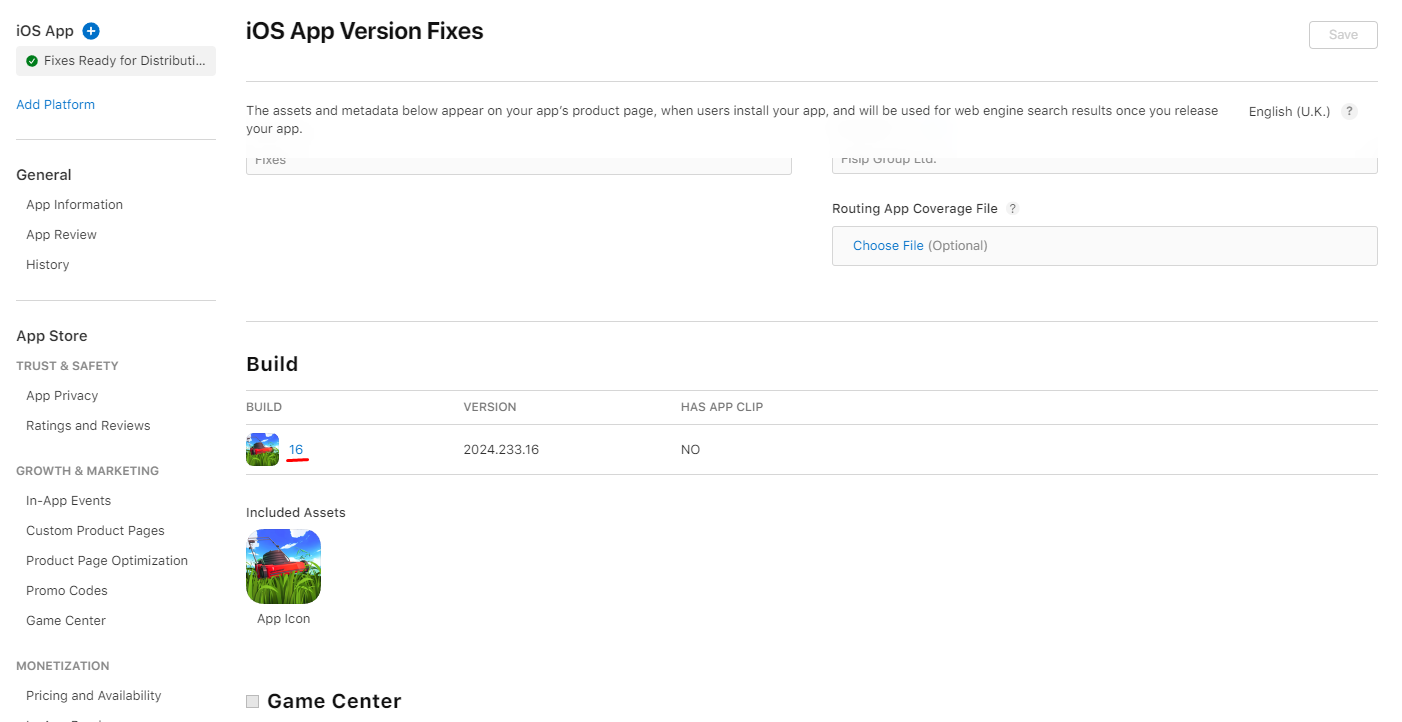 iOS App
Fixes Ready for Distributi...
Add Platform
General
App Information
App Review
History
App Store
TRUST & SAFETY
App Privacy
Ratings and Reviews
GROWTH & MARKETING
In-App Events
Custom Product Pages
Product Page Optimization
Promo Codes
Game Center
MONETIZATION
Pricing and Availability
iOS App Version Fixes
Save
The assets and metadata below appear on your app’s product page, when users install your app, and will be used for web engine search results once you release
your app.
English (U.K.) ?
Fixes
Group Ltd.
Routing App Coverage File ?
Choose File (Optional)
Build
BUILD VERSION HAS APP CLIP
16 2024.233.16 NO
Included Assets
App Icon
Game Center